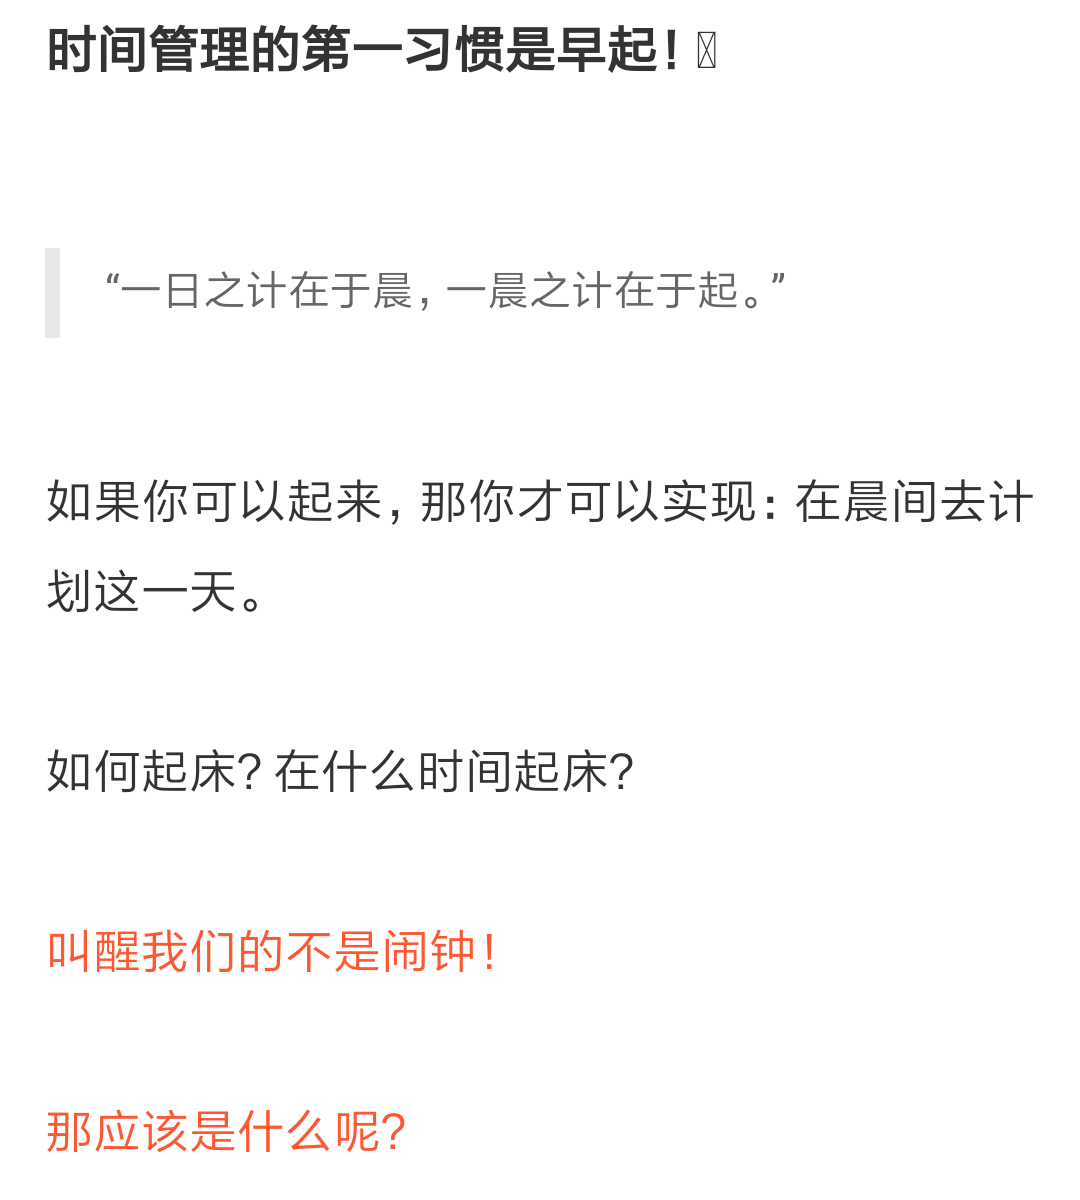 时间管理的第一习惯是早起！
“一日之计在于晨，一晨之计在于起。”
如果你可以起来，那你才可以实现：在晨间去计
划这一天。
如何起床？在什么时间起床？
叫醒我们的不是闹钟！
那应该是什么呢？